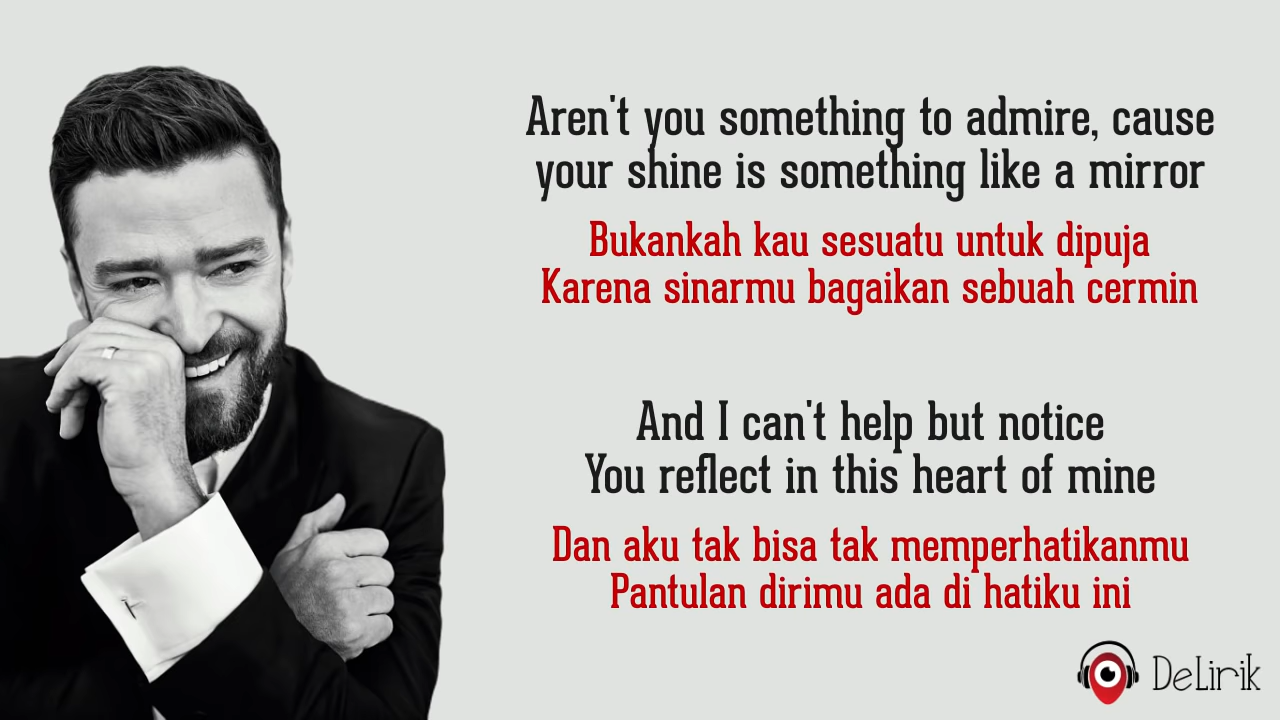 Aren't you something to admire, cause
your shine is something like a mirror
Bukankah kau sesuatu untuk dipuja
Karena sinarmu bagaikan sebuah cermin
And I can't help but notice
You reflect in this heart of mine
Dan aku tak bisa tak memperhatikanmu
Pantulan dirimu ada di hatiku ini
DeLirik